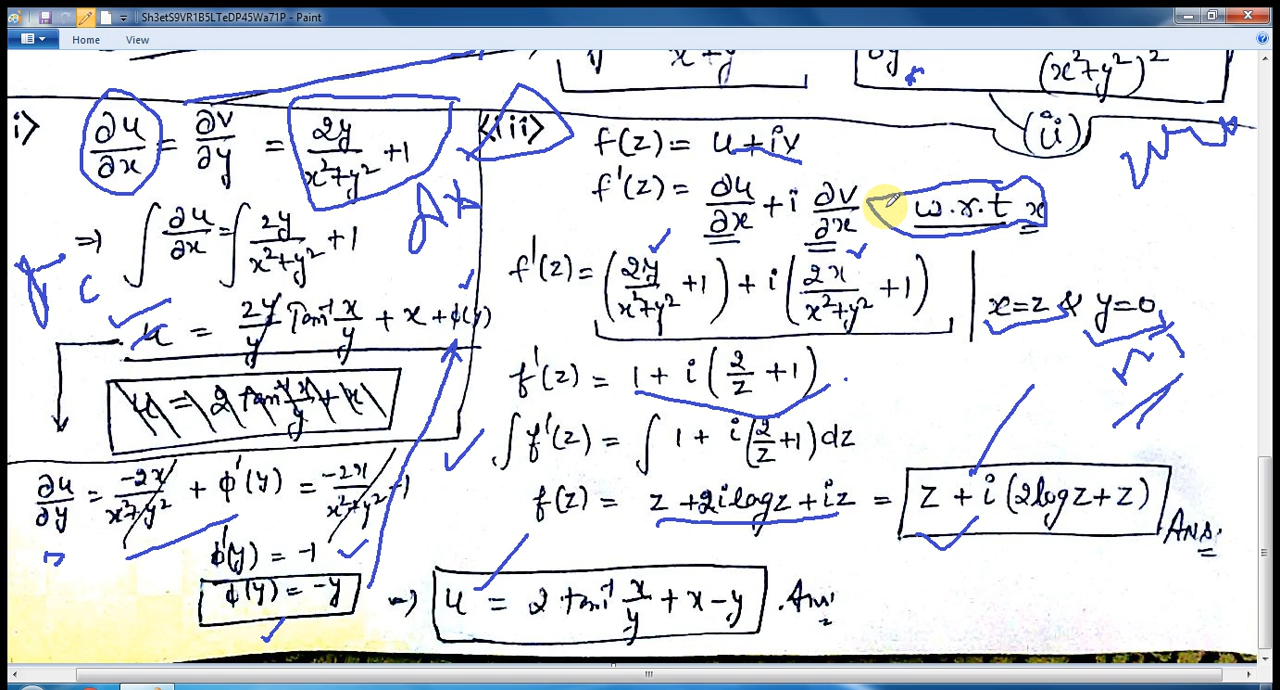 Sh3etS9VR1B5LTeDP45Wa71P - Paint
Home View
x+y
∂y
(x²+y²)²
(ii)
i> ∂u/∂x = ∂v/∂y = 2y/(x²+y²) +1
=> ∫ ∂u/∂x = ∫ 2y/(x²+y²) +1
u = 2y/y Tan⁻¹ x/y + x + ϕ(y)
u = 2 tan⁻¹ x/y + x
∂u/∂y = -2x/(x²+y²) + ϕ'(y) = -2x/(x²+y²) -1
ϕ'(y) = -1
ϕ(y) = -y
=> u = 2 tan⁻¹ x/y + x - y . Ans
<iii>
f(z) = u + iv
f'(z) = ∂u/∂x + i ∂v/∂x w.r.t x
f'(z) = (2y/(x²+y²) +1) + i (2x/(x²+y²) +1) | x=z & y=0
f'(z) = 1 + i (2/z + 1)
∫ f'(z) = ∫ 1 + i (2/z + 1) dz
f(z) = z + 2i log z + iz = z + i (2 log z + z)
Ans